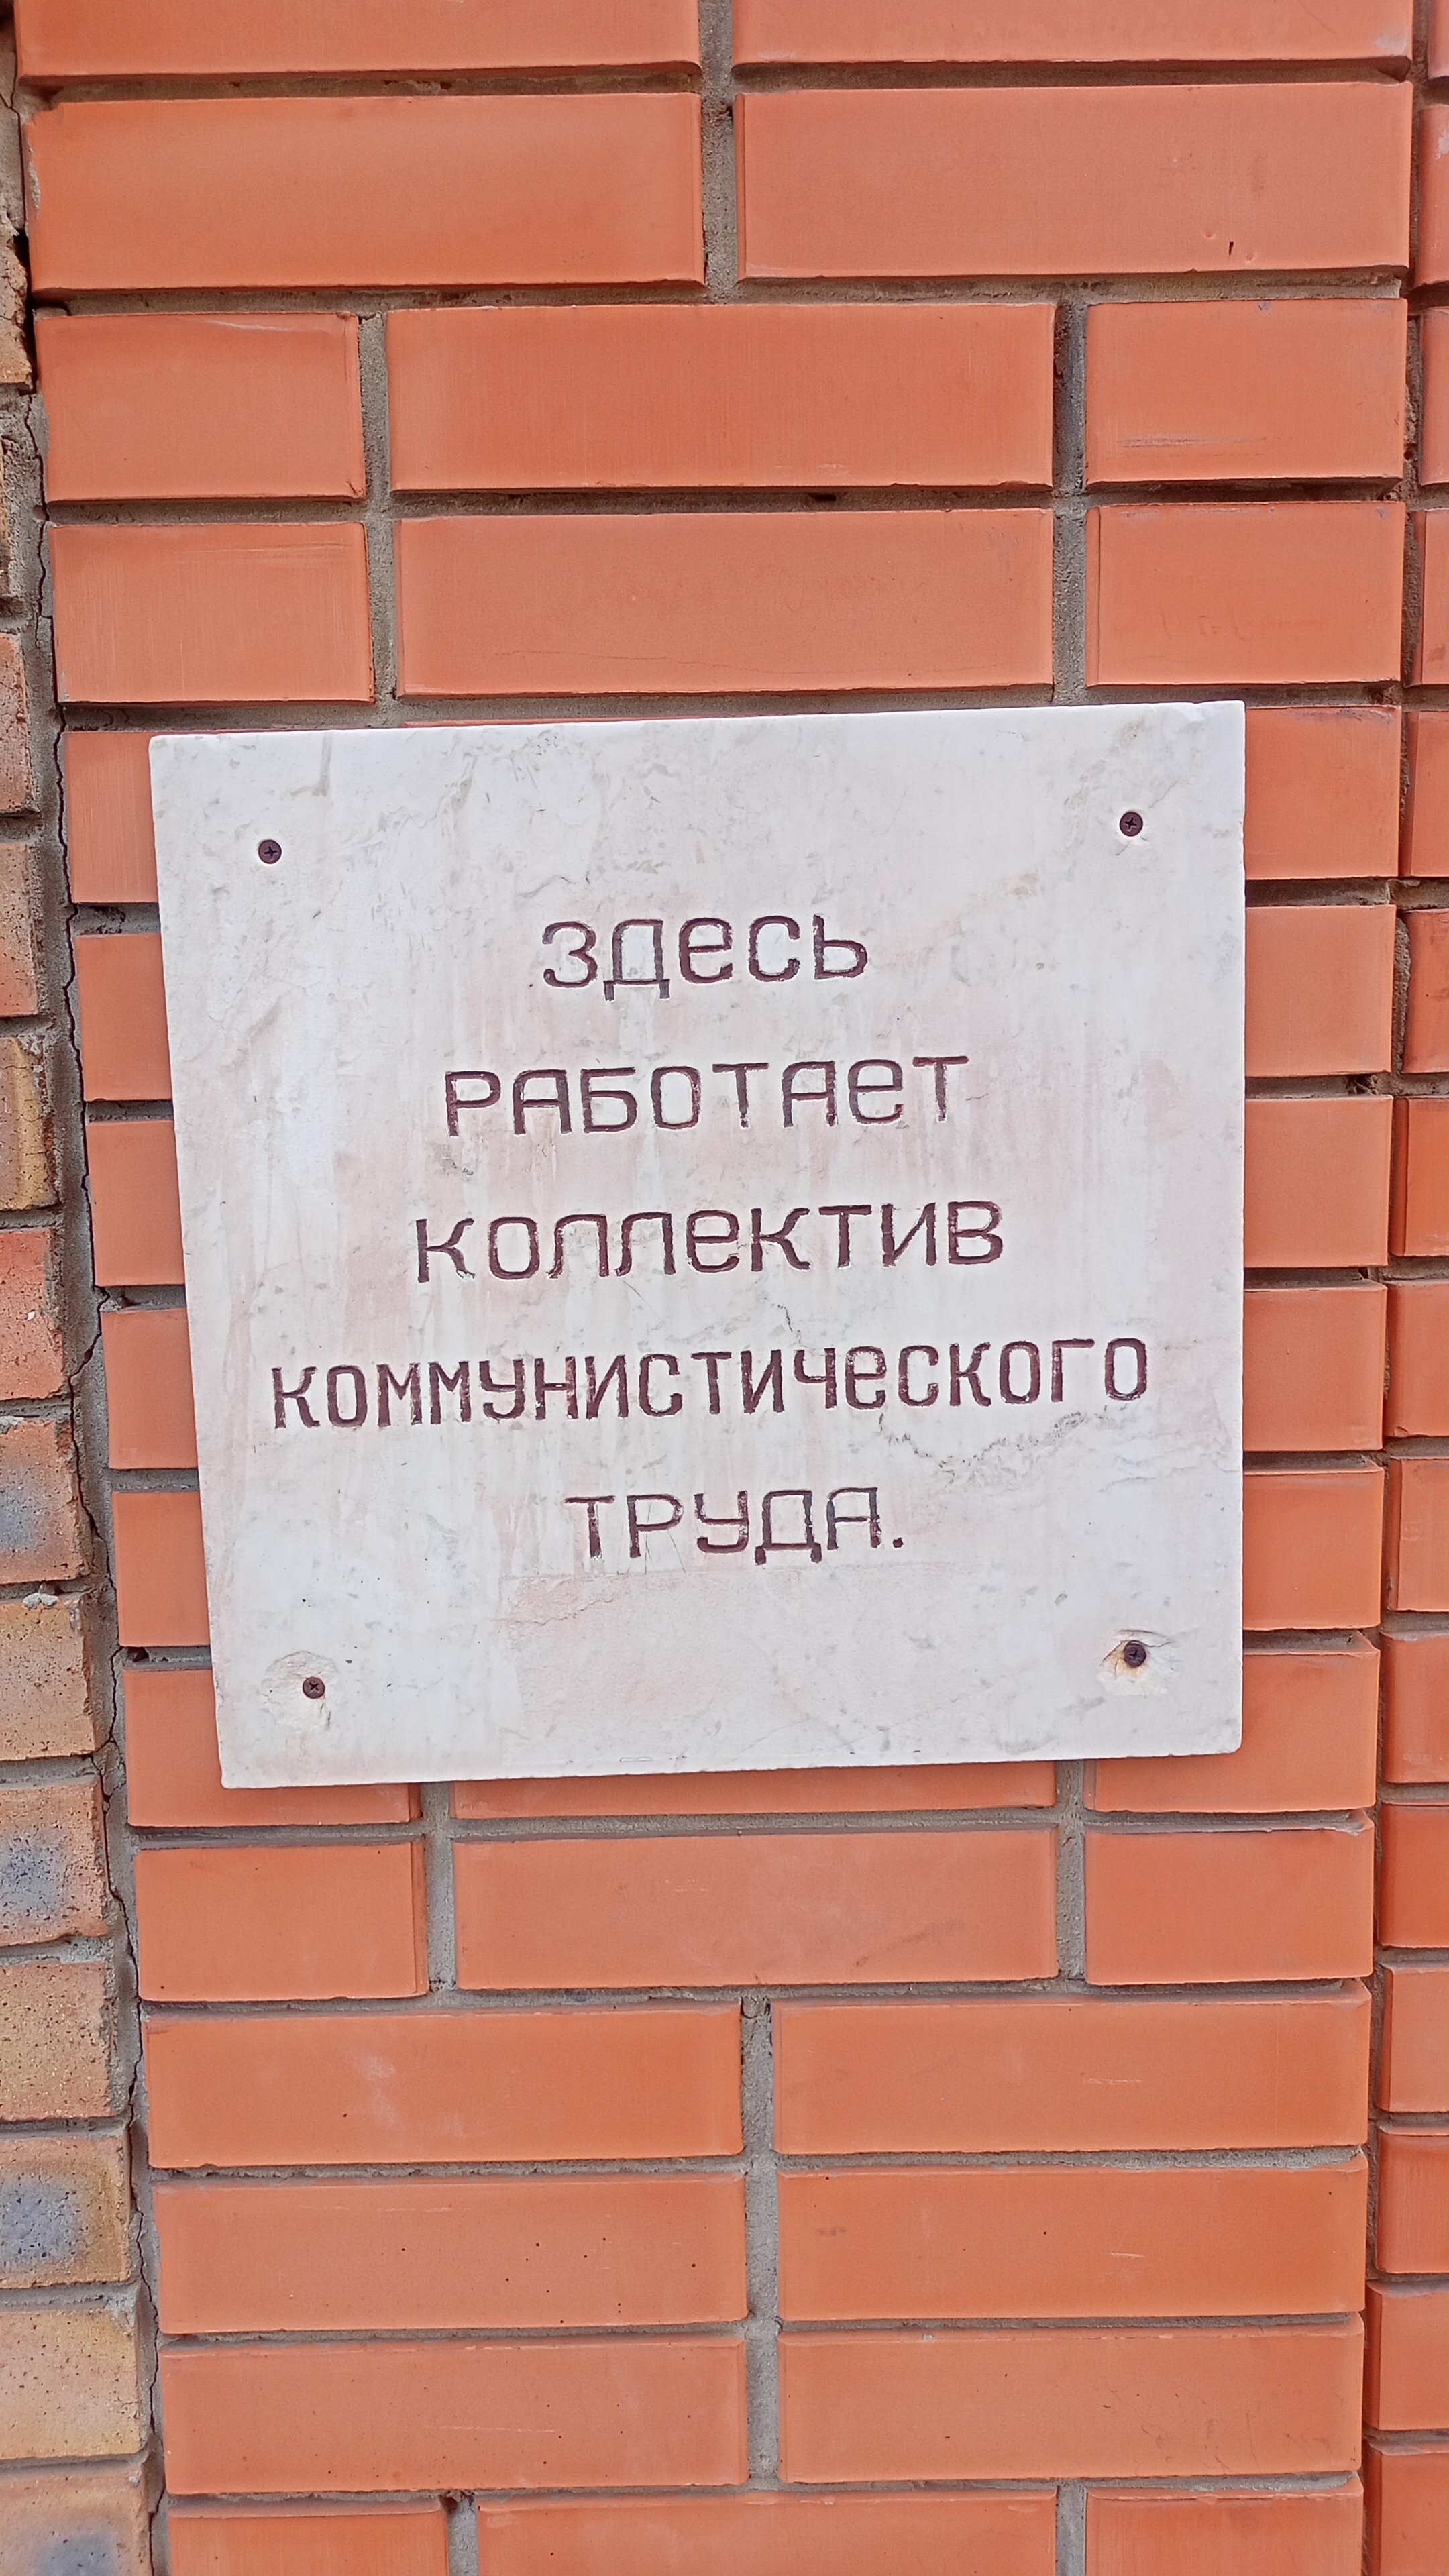 здесь
работает
коллектив
коммунистического
труда.